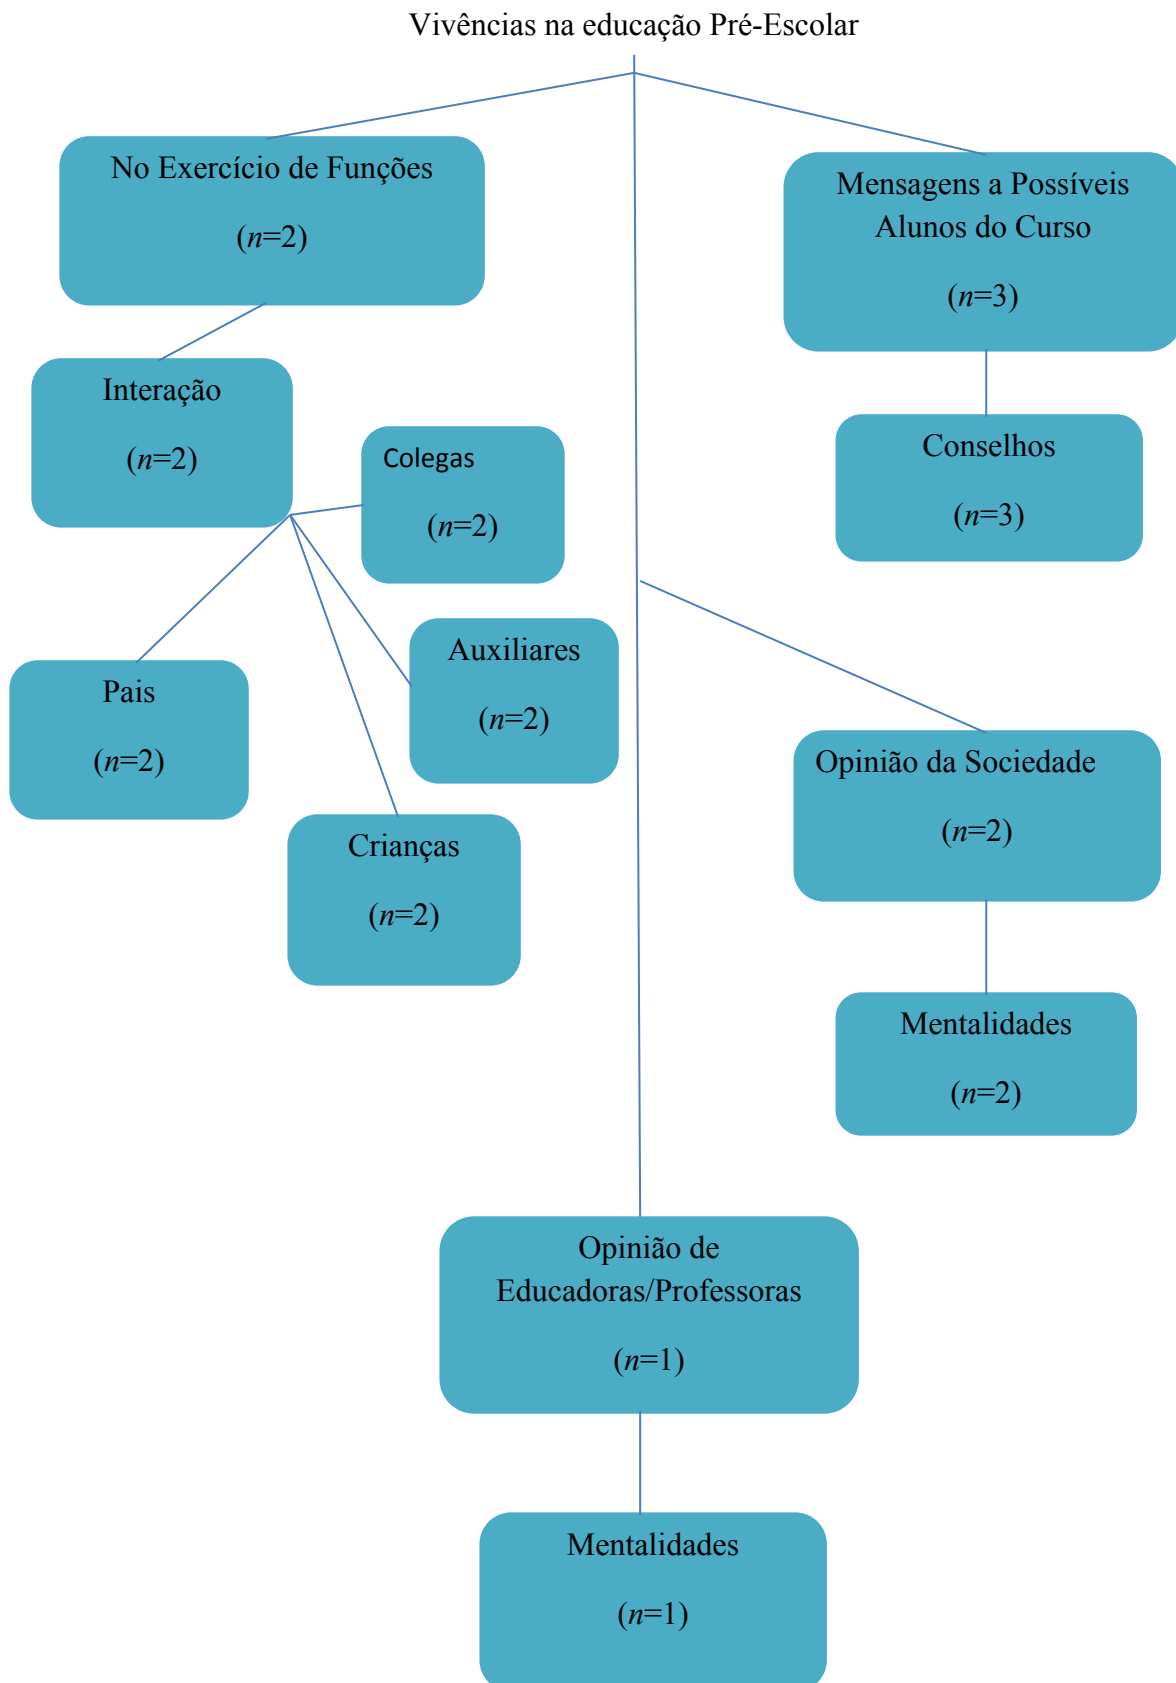 Vivências na educação Pré-Escolar
No Exercício de Funções
(n=2)
Mensagens a Possíveis
Alunos do Curso
(n=3)
Interação
(n=2)
Conselhos
(n=3)
Colegas
(n=2)
Auxiliares
(n=2)
Pais
(n=2)
Crianças
(n=2)
Opinião da Sociedade
(n=2)
Mentalidades
(n=2)
Opinião de
Educadoras/Professoras
(n=1)
Mentalidades
(n=1)